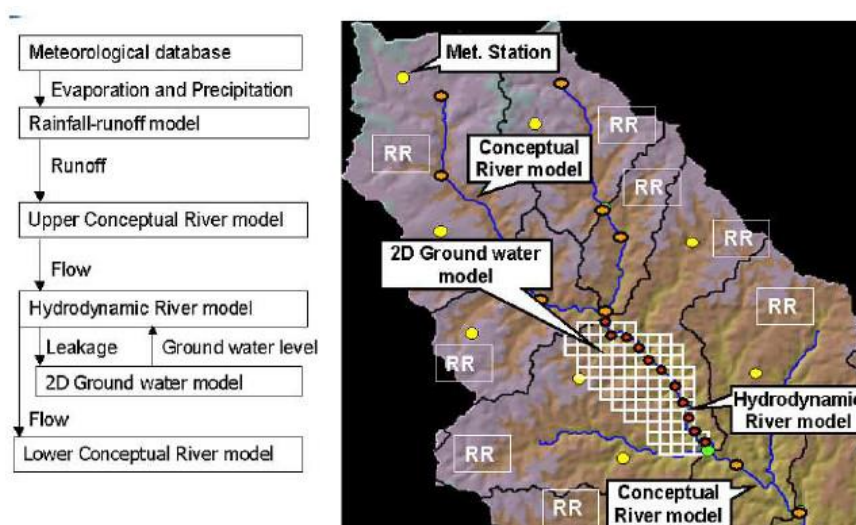 Meteorological database
Evaporation and Precipitation
Rainfall-runoff model
Runoff
Upper Conceptual River model
Flow
Hydrodynamic River model
Leakage
Ground water level
2D Ground water model
Flow
Lower Conceptual River model
Met. Station
RR
RR
Conceptual
River model
RR
2D Ground water
model
RR
RR
RR
Hydrodynamic
River model
RR
Conceptual
River model
RR